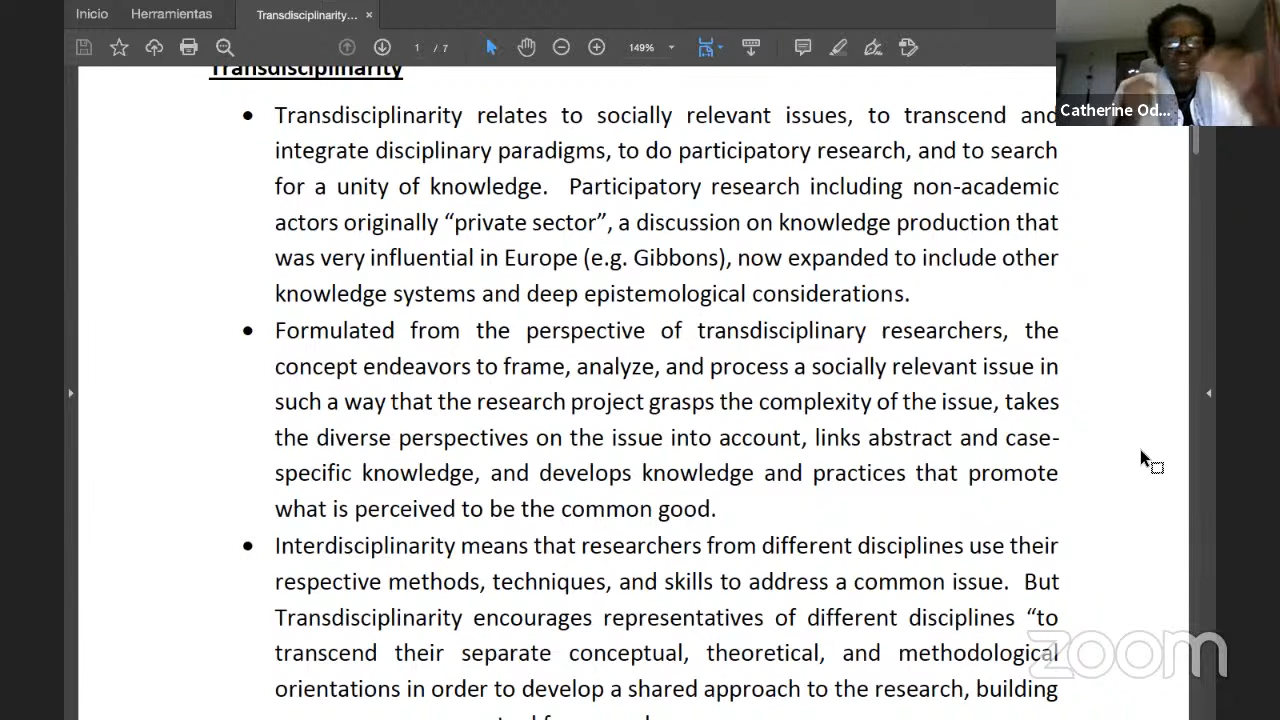 Inicio Herramientas Transdisciplinarity... ×
1 / 7 149%
Transdisciplinarity
Catherine Od...
• Transdisciplinarity relates to socially relevant issues, to transcend and
integrate disciplinary paradigms, to do participatory research, and to search
for a unity of knowledge. Participatory research including non-academic
actors originally “private sector”, a discussion on knowledge production that
was very influential in Europe (e.g. Gibbons), now expanded to include other
knowledge systems and deep epistemological considerations.
• Formulated from the perspective of transdisciplinary researchers, the
concept endeavors to frame, analyze, and process a socially relevant issue in
such a way that the research project grasps the complexity of the issue, takes
the diverse perspectives on the issue into account, links abstract and case-
specific knowledge, and develops knowledge and practices that promote
what is perceived to be the common good.
• Interdisciplinarity means that researchers from different disciplines use their
respective methods, techniques, and skills to address a common issue. But
Transdisciplinarity encourages representatives of different disciplines “to
transcend their separate conceptual, theoretical, and methodological
orientations in order to develop a shared approach to the research, building
zoom